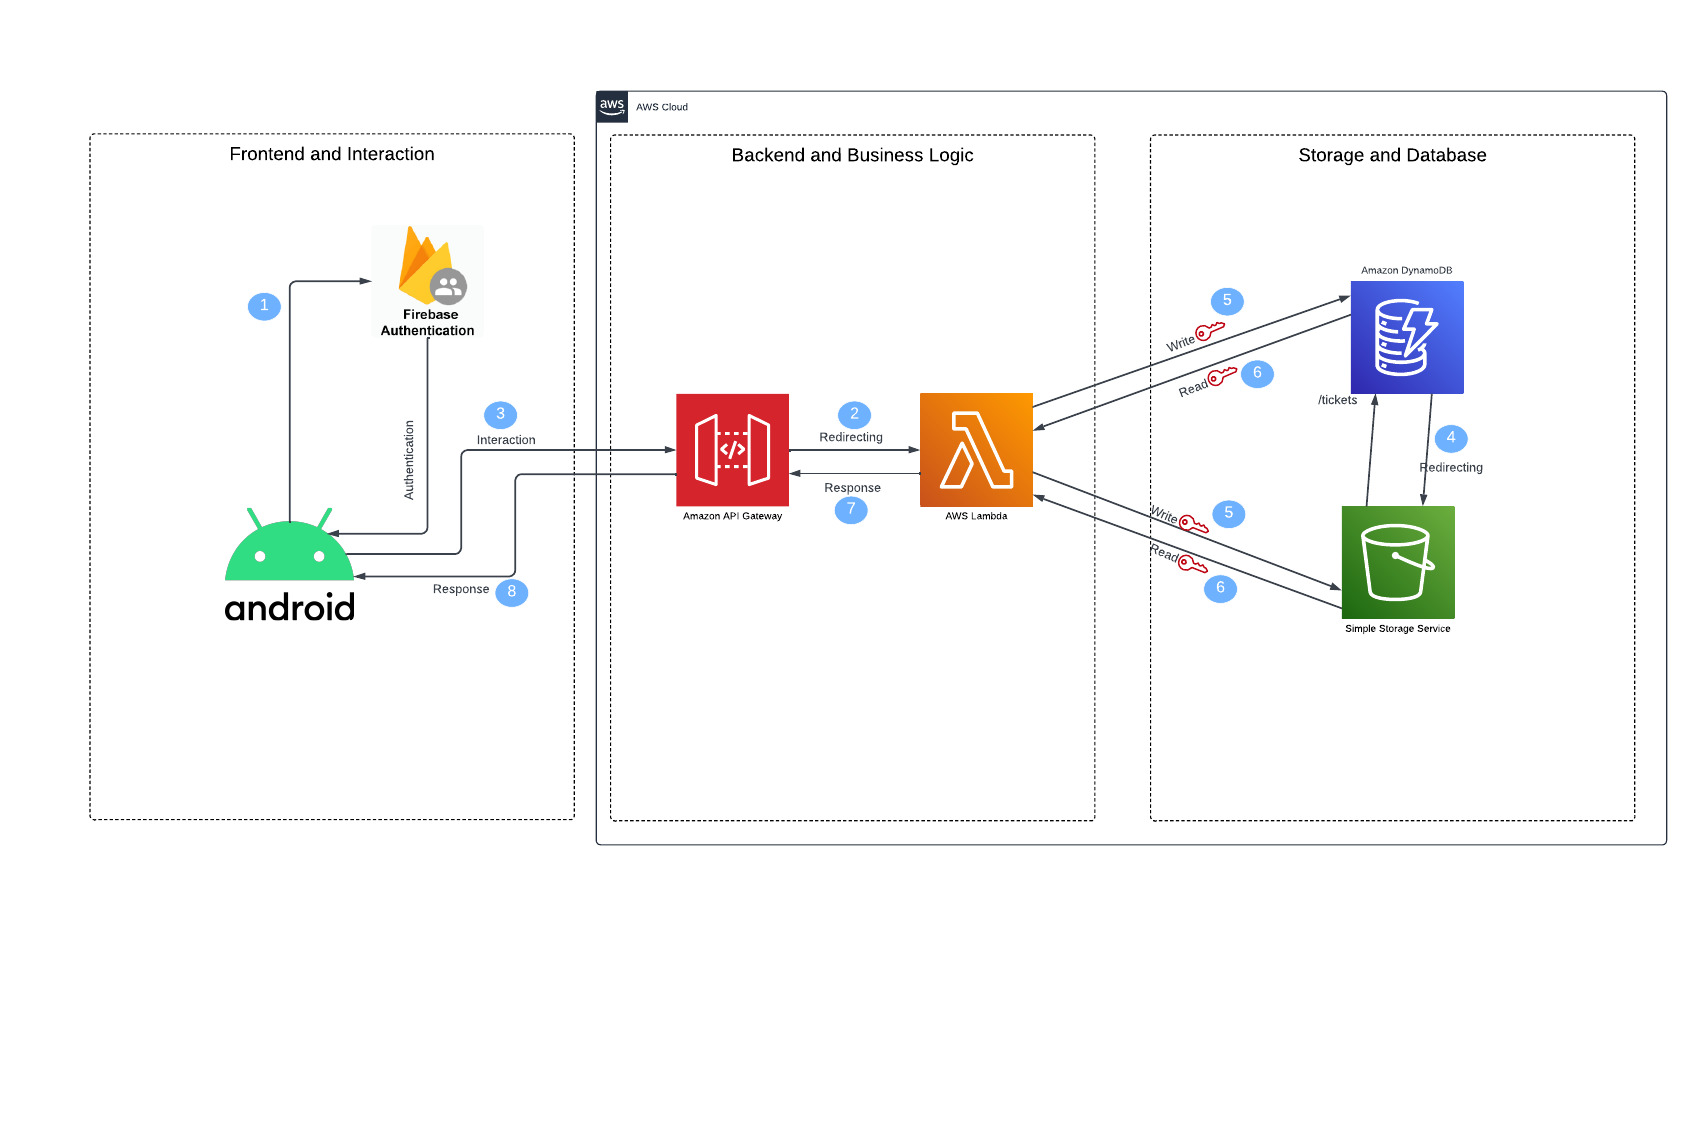 aws
AWS Cloud
Frontend and Interaction
Backend and Business Logic
Storage and Database
1
Firebase
Authentication
Authentication
3
Interaction
Response
8
android
2
Redirecting
Response
7
Amazon API Gateway
</>
AWS Lambda
5
Write
Read
6
Write
5
Read
6
Amazon DynamoDB
/tickets
4
Redirecting
Simple Storage Service